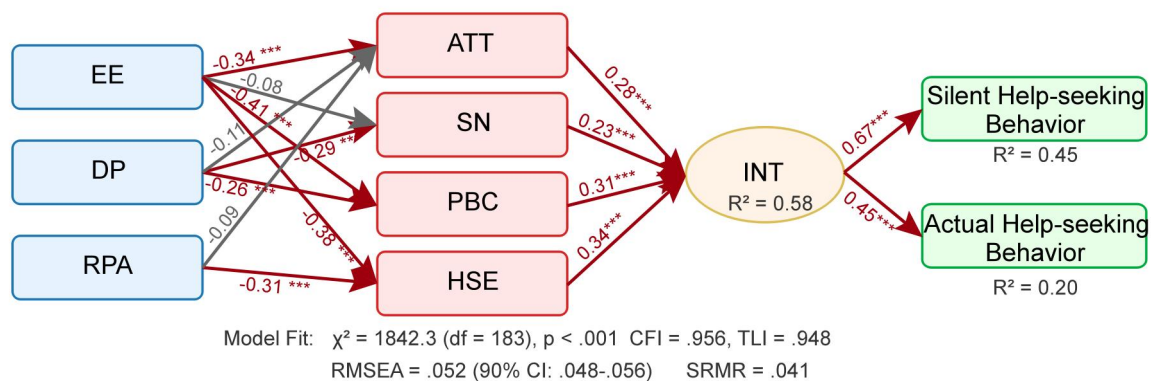 EE
DP
RPA
-0.34 ***
-0.08
-0.41 ***
-0.11
-0.29 ***
-0.26 ***
-0.09
-0.38 ***
-0.31 ***
ATT
SN
PBC
HSE
0.28***
0.23***
0.31***
0.34***
INT
R² = 0.58
0.67***
0.45***
Silent Help-seeking
Behavior
R² = 0.45
Actual Help-seeking
Behavior
R² = 0.20
Model Fit: χ² = 1842.3 (df = 183), p < .001 CFI = .956, TLI = .948
RMSEA = .052 (90% CI: .048-.056) SRMR = .041